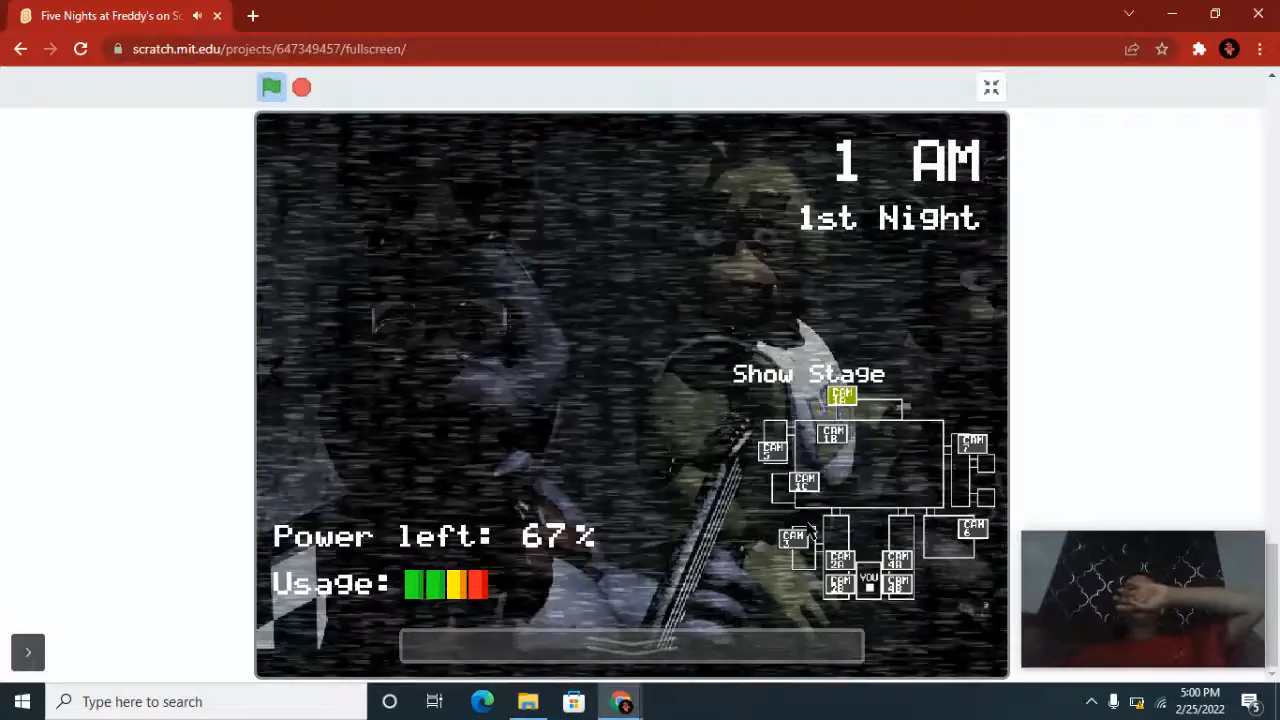 Five Nights at Freddy's on Sc
scratch.mit.edu/projects/647349457/fullscreen/
1 AM
1st Night
Show Stage
CAM 1A
CAM 1B
CAM 5
CAM 7
CAM 1C
CAM 3
CAM 6
CAM 2A
CAM 4A
YOU
CAM 2B
CAM 4B
Power left: 67%
Usage:
Type here to search
5:00 PM
2/25/2022
5